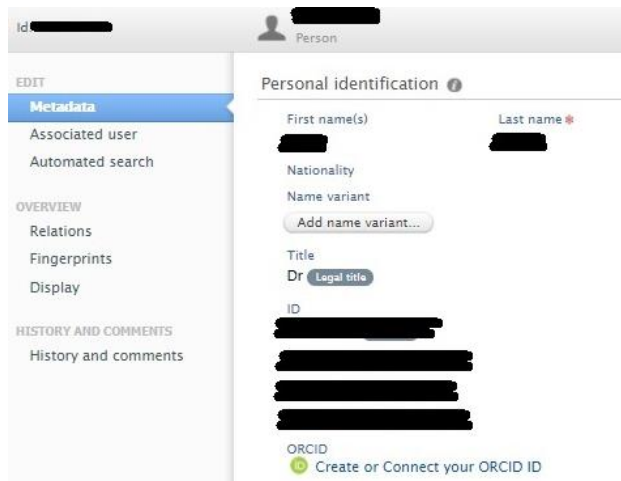 Id:
Person
EDIT
Metadata
Associated user
Automated search
OVERVIEW
Relations
Fingerprints
Display
HISTORY AND COMMENTS
History and comments
Personal identification
First name(s) Last name *
Nationality
Name variant
Add name variant...
Title
Dr Legal title
ID
ORCID
iD Create or Connect your ORCID ID